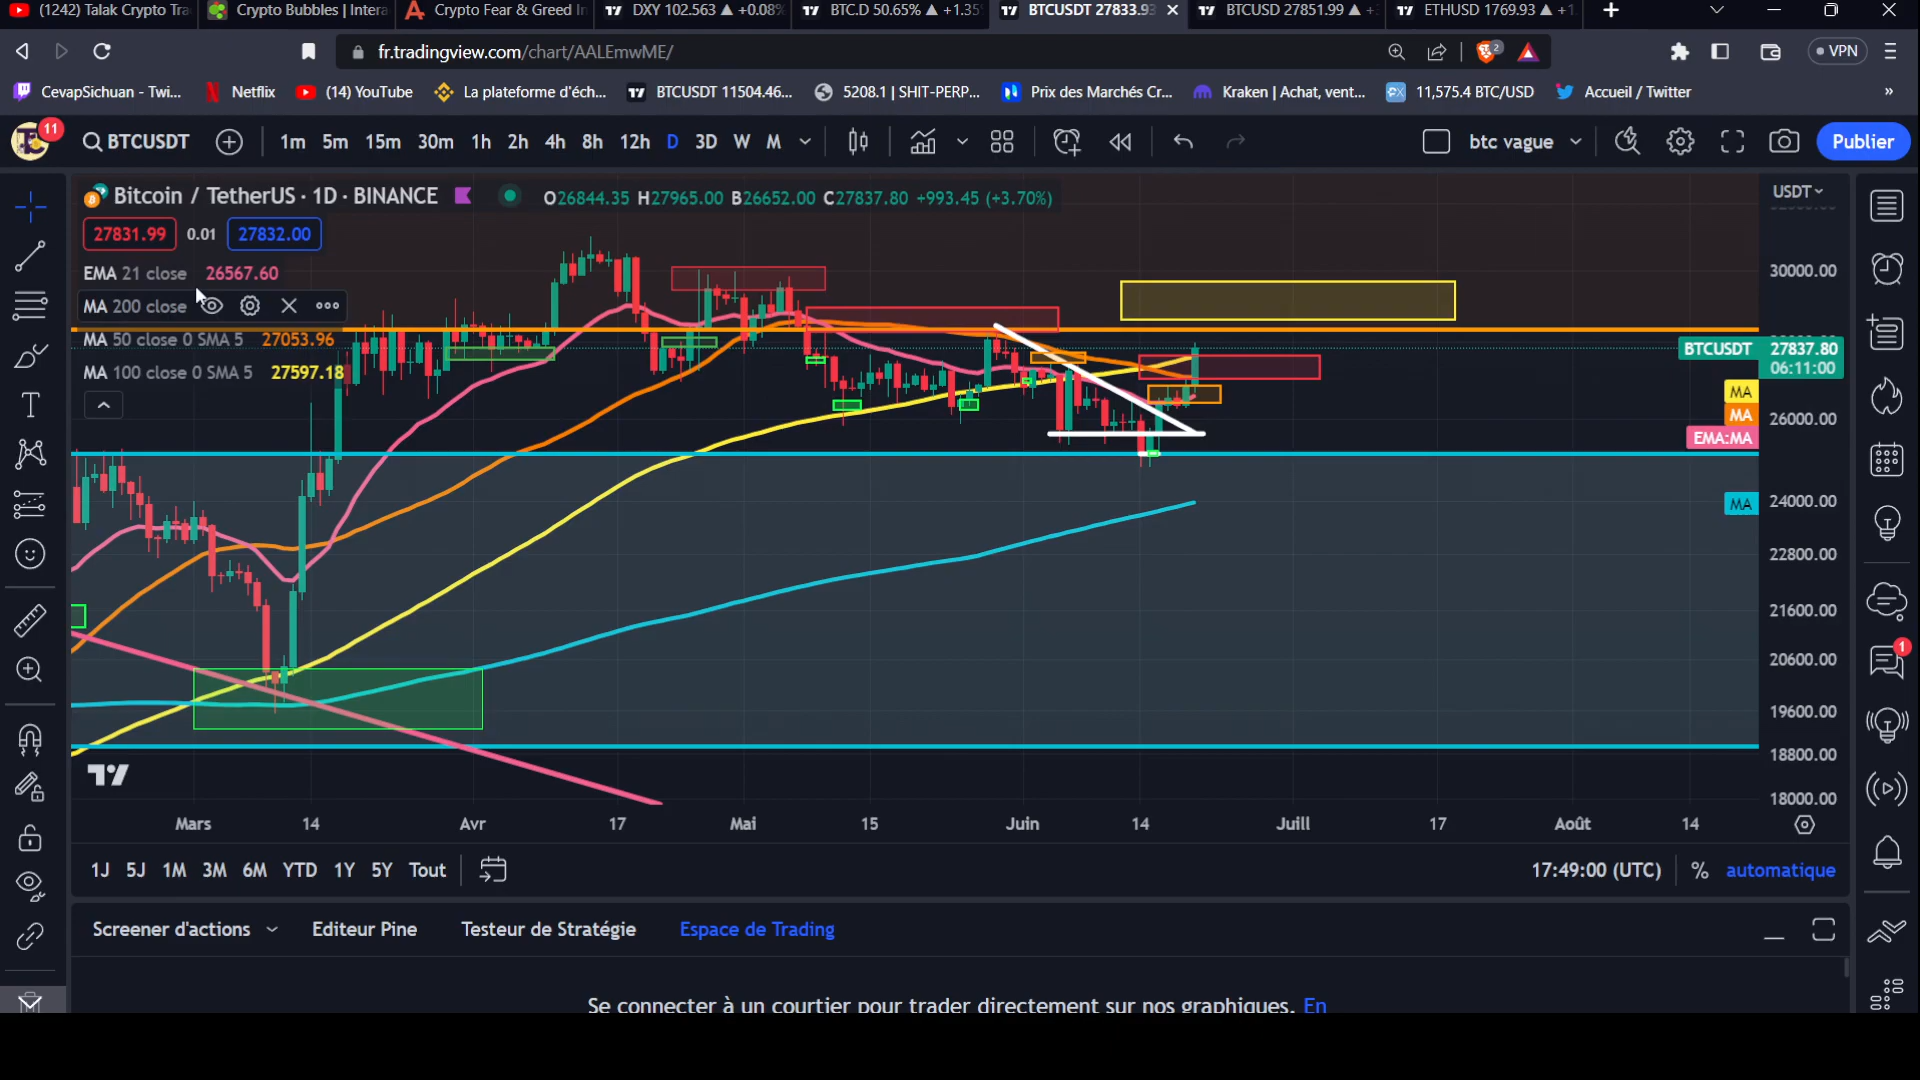 (1242) Talak Crypto Tra
Crypto Bubbles | Intera
Crypto Fear & Greed In
DXY 102.563 ▲ +0.08%
BTC.D 50.65% ▲ +1.35
BTCUSDT 27833.93
BTCUSD 27851.99 ▲ +
ETHUSD 1769.93 ▲ +1
fr.tradingview.com/chart/AALEmwME/
2
VPN
CevapSichuan - Twi...
Netflix
(14) YouTube
La plateforme d'éch...
BTCUSDT 11504.46...
5208.1 | SHIT-PERP...
Prix des Marchés Cr...
Kraken | Achat, vent...
11,575.4 BTC/USD
Accueil / Twitter
»
11
BTCUSDT
1m 5m 15m 30m 1h 2h 4h 8h 12h D 3D W M
btc vague
Publier
Bitcoin / TetherUS · 1D · BINANCE
O26844.35 H27965.00 B26652.00 C27837.80 +993.45 (+3.70%)
USDT
27831.99 0.01 27832.00
EMA 21 close 26567.60
MA 200 close
MA 50 close 0 SMA 5 27053.96
MA 100 close 0 SMA 5 27597.18
30000.00
BTCUSDT 27837.80
06:11:00
MA
MA
26000.00
EMA:MA
MA
24000.00
22800.00
21600.00
20600.00
19600.00
18800.00
18000.00
1
Mars 14 Avr 17 Mai 15 Juin 14 Juill 17 Août 14
1J 5J 1M 3M 6M YTD 1Y 5Y Tout
17:49:00 (UTC) % automatique
Screener d'actions Editeur Pine Testeur de Stratégie Espace de Trading
Se connecter à un courtier pour trader directement sur nos graphiques. En